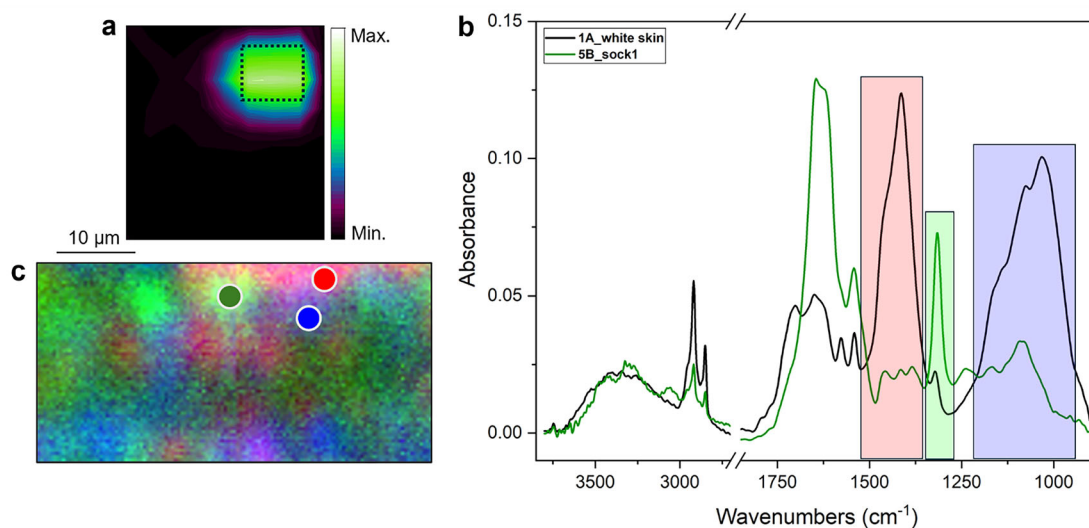 a
Max.
Min.
10 µm
c
b
1A_white skin
5B_sock1
0.15
0.10
0.05
0.00
Absorbance
3500
3000
1750
1500
1250
1000
Wavenumbers (cm⁻¹)